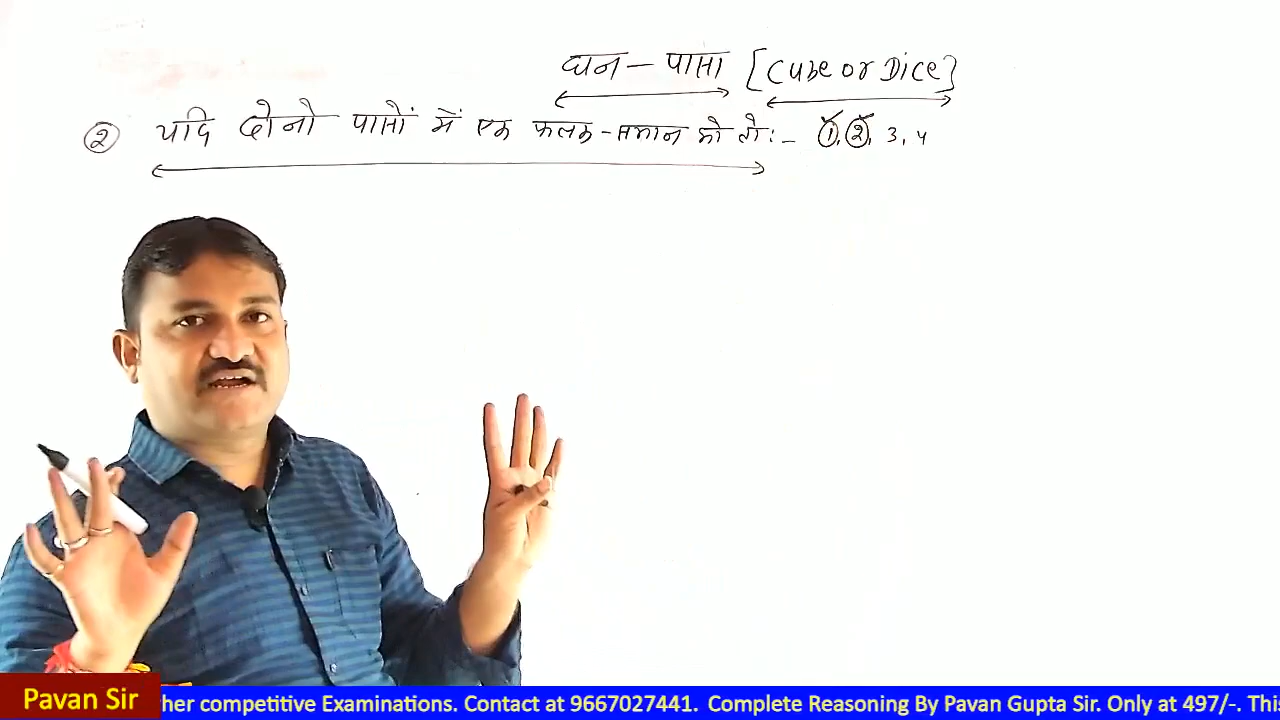 घन - पासा [Cube or Dice]
② यदि दोनो पासों में एक फलक-समान हो तो :- ①, ②, 3, 4
Pavan Sir
her competitive Examinations. Contact at 9667027441. Complete Reasoning By Pavan Gupta Sir. Only at 497/-. This